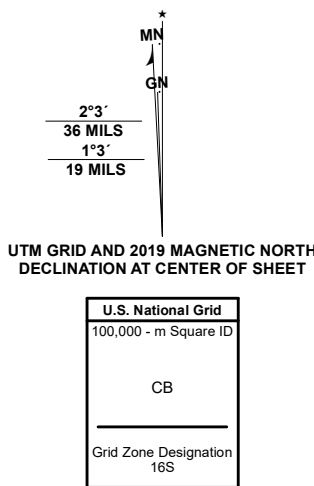 ★
MN
GN
2°3´
36 MILS
1°3´
19 MILS
UTM GRID AND 2019 MAGNETIC NORTH
DECLINATION AT CENTER OF SHEET
U.S. National Grid
100,000 - m Square ID
CB
Grid Zone Designation
16S